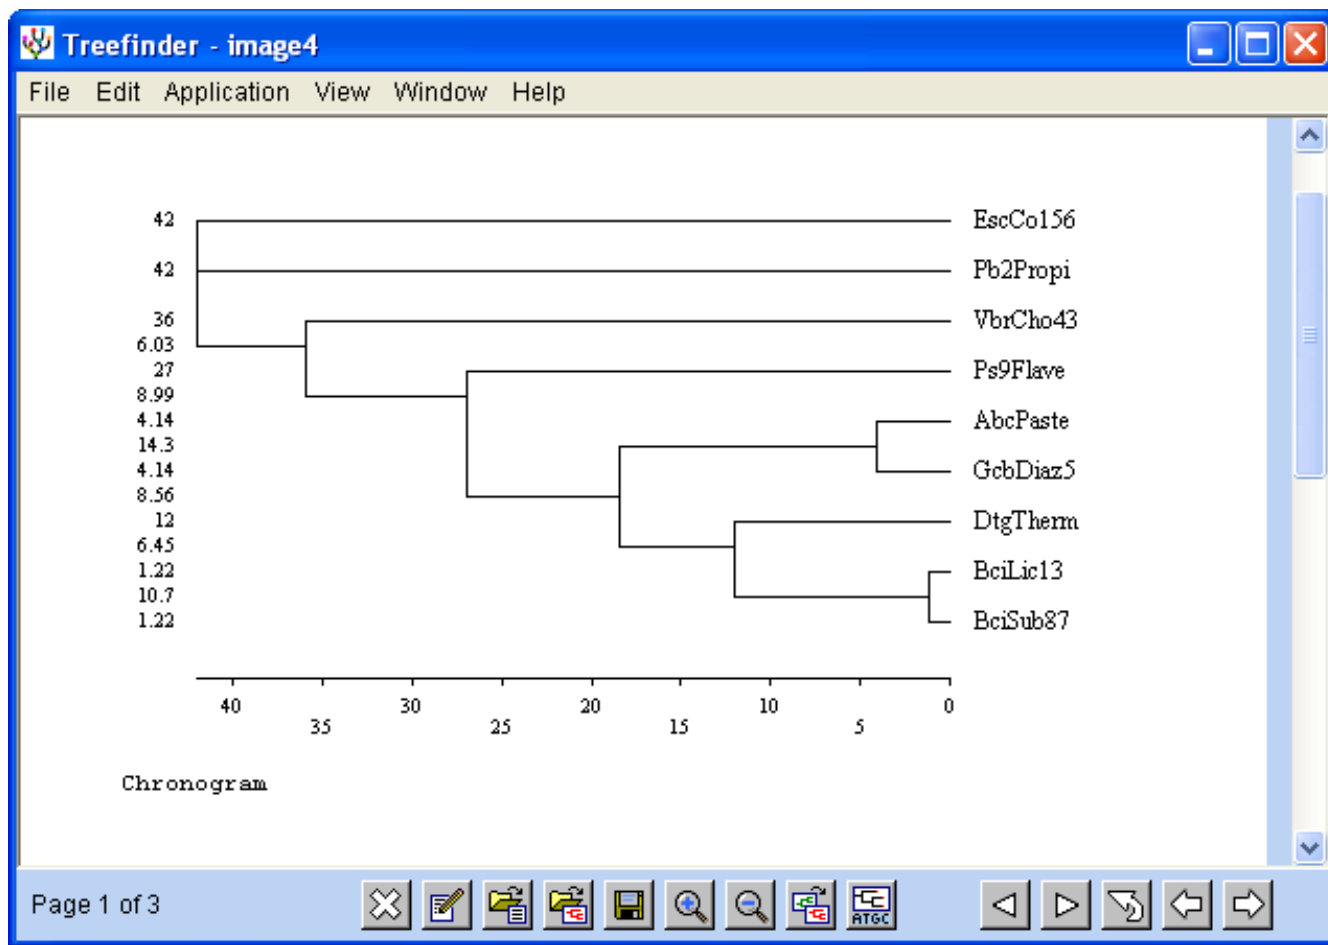 Treefinder - image4
File Edit Application View Window Help
42 EscCo156
42 Pb2Propi
36 VbrCho43
6.03
27 Ps9Flave
8.99
4.14 AbcPaste
14.3
4.14 GcbDiaz5
8.56
12 DtgTherm
6.45
1.22 BciLic13
10.7
1.22 BciSub87
40 30 20 10 0
35 25 15 5
Chronogram
Page 1 of 3
ATGC